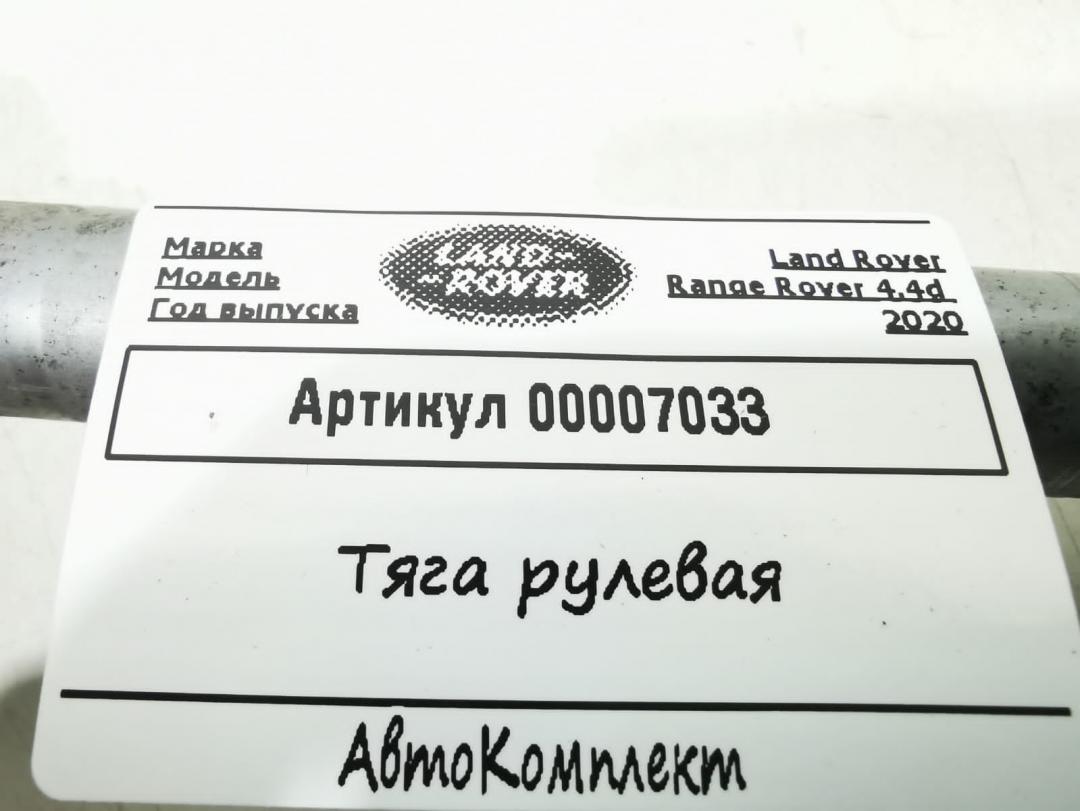 Марка Land Rover
Модель Range Rover 4.4d
Год выпуска 2020
LAND-
-ROVER
Артикул 00007033
Тяга рулевая
АвтоКомплект